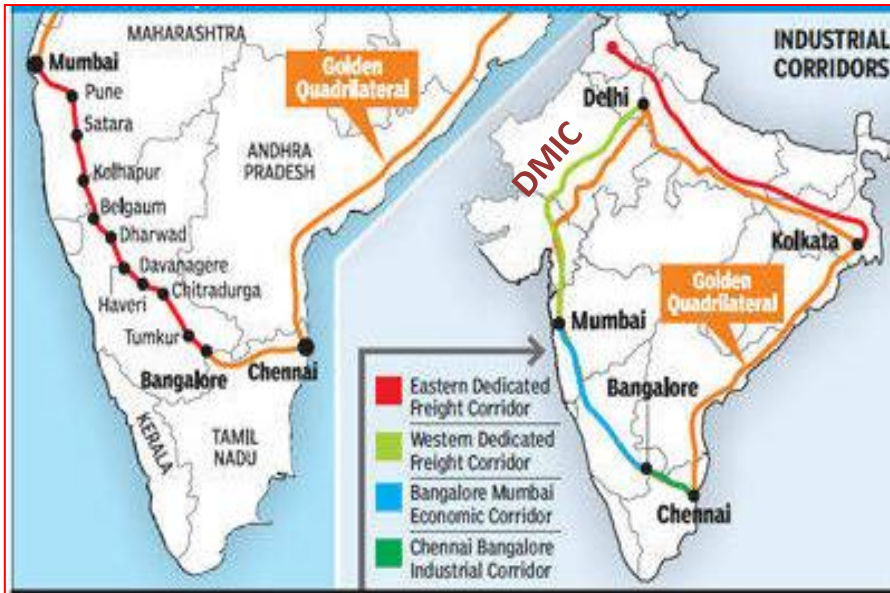 MAHARASHTRA
Mumbai
Pune
Satara
Kolhapur
Belgaum
Dharwad
Davanagere
Haveri
Chitradurga
Tumkur
Bangalore
Chennai
KERALA
TAMIL
NADU
ANDHRA
PRADESH
Golden
Quadrilateral
INDUSTRIAL
CORRIDORS
Delhi
DMIC
Kolkata
Golden
Quadrilateral
Mumbai
Bangalore
Chennai
Eastern Dedicated
Freight Corridor
Western Dedicated
Freight Corridor
Bangalore Mumbai
Economic Corridor
Chennai Bangalore
Industrial Corridor